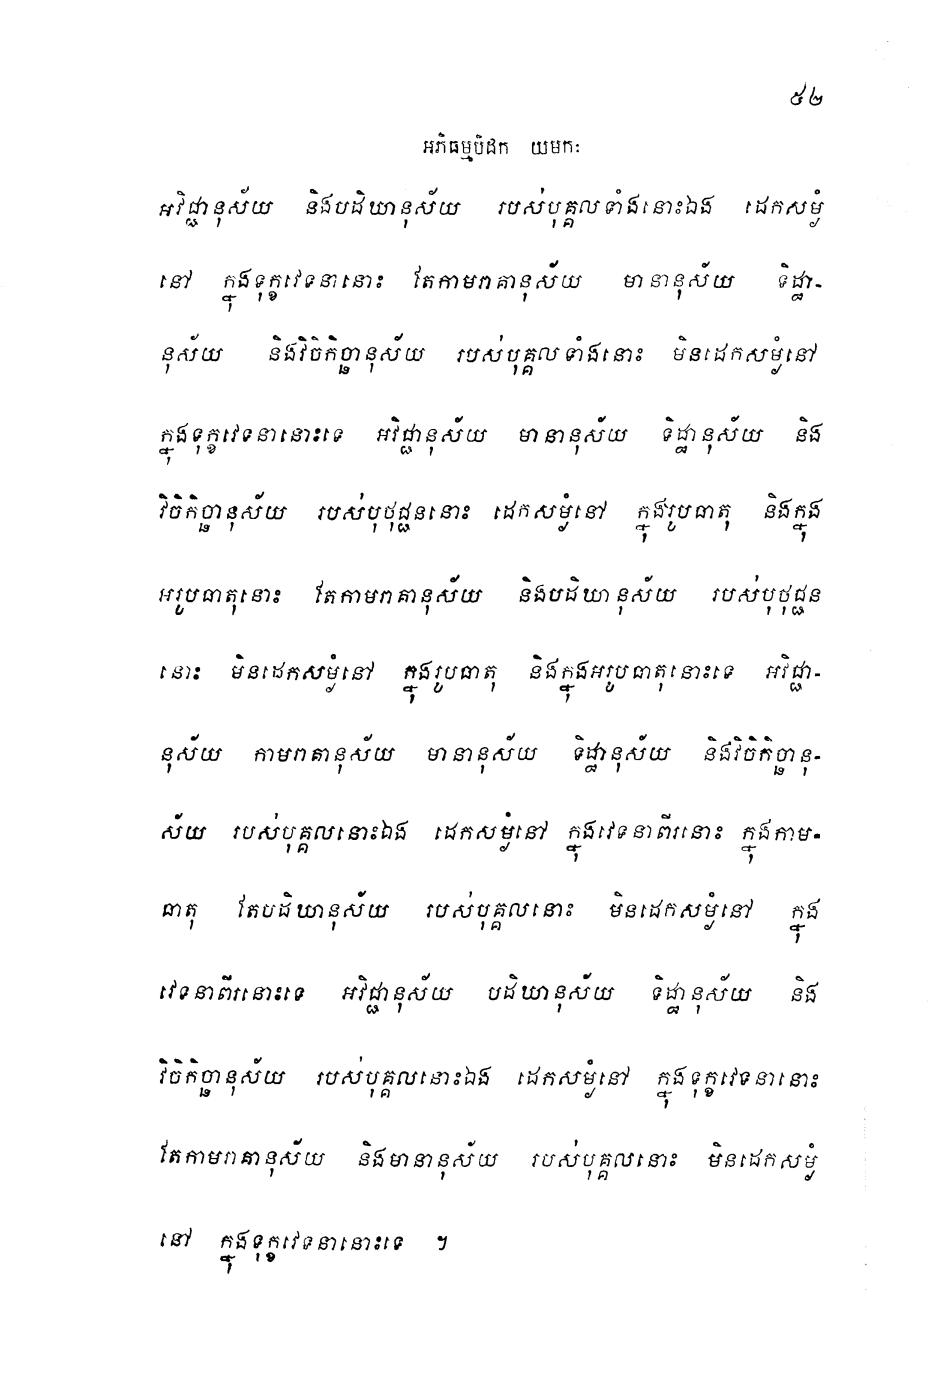 ៥២
អភិធម្មបិដក យមកៈ
អវិជ្ជានុស័យ និងបដិឃានុស័យ របស់បុគ្គលទាំងនោះឯង ដេកសម្ងំ
នៅ ក្នុងទុក្ខវេទនានោះ តែកាមរាគានុស័យ មានានុស័យ ទិដ្ឋា-
នុស័យ និងវិចិកិច្ឆានុស័យ របស់បុគ្គលទាំងនោះ មិនដេកសម្ងំនៅ
ក្នុងទុក្ខវេទនានោះទេ អវិជ្ជានុស័យ មានានុស័យ ទិដ្ឋានុស័យ និង
វិចិកិច្ឆានុស័យ របស់បុថុជ្ជននោះ ដេកសម្ងំនៅ ក្នុងរូបធាតុ និងក្នុង
អរូបធាតុនោះ តែកាមរាគានុស័យ និងបដិឃានុស័យ របស់បុថុជ្ជន
នោះ មិនដេកសម្ងំនៅ ក្នុងរូបធាតុ និងក្នុងអរូបធាតុនោះទេ អវិជ្ជា-
នុស័យ កាមរាគានុស័យ មានានុស័យ ទិដ្ឋានុស័យ និងវិចិកិច្ឆានុ-
ស័យ របស់បុគ្គលនោះឯង ដេកសម្ងំនៅ ក្នុងវេទនាពីរនោះ ក្នុងកាម-
ធាតុ តែបដិឃានុស័យ របស់បុគ្គលនោះ មិនដេកសម្ងំនៅ ក្នុង
វេទនាពីរនោះទេ អវិជ្ជានុស័យ បដិឃានុស័យ ទិដ្ឋានុស័យ និង
វិចិកិច្ឆានុស័យ របស់បុគ្គលនោះឯង ដេកសម្ងំនៅ ក្នុងទុក្ខវេទនានោះ
តែកាមរាគានុស័យ និងមានានុស័យ របស់បុគ្គលនោះ មិនដេកសម្ងំ
នៅ ក្នុងទុក្ខវេទនានោះទេ ។